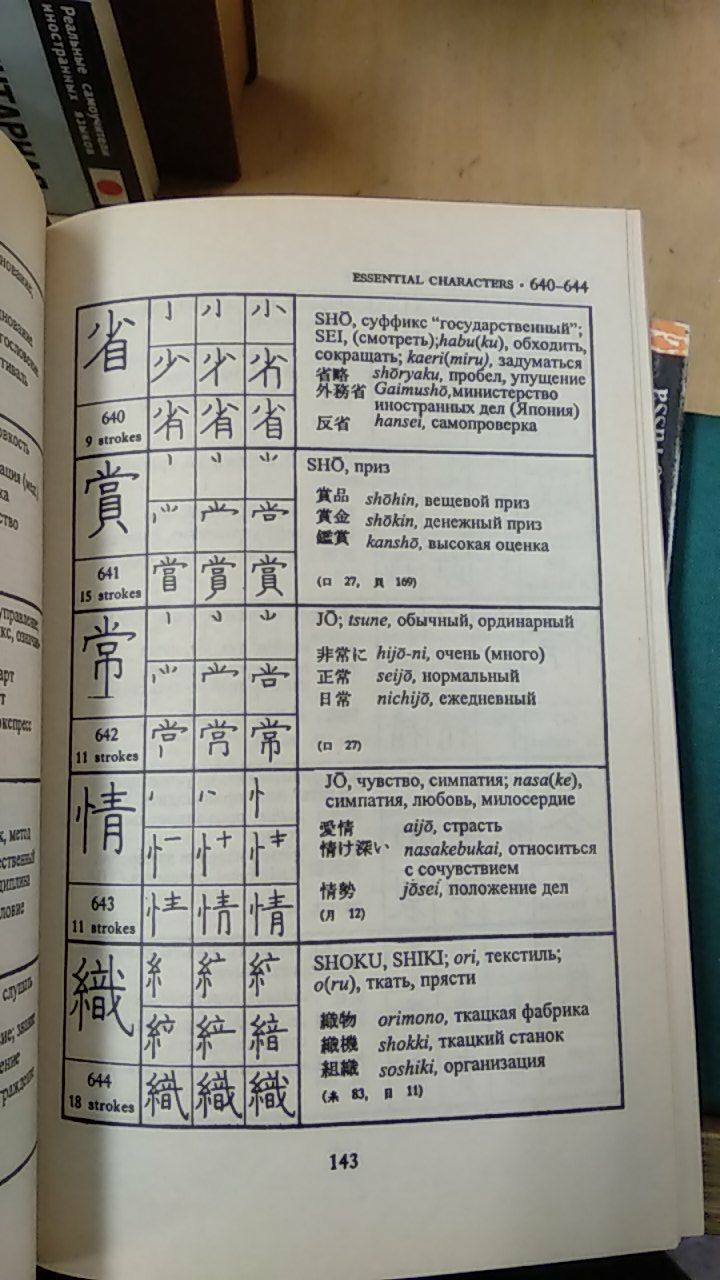 Реальные самоучители
иностранных языков
ESSENTIAL CHARACTERS • 640–644
省
640
9 strokes
SHŌ, суффикс “государственный”;
SEI, (смотреть);habu(ku), обходить,
сокращать; kaeri(miru), задуматься
省略 shōryaku, пробел, упущение
外務省 Gaimushō,министерство
иностранных дел (Япония)
反省 hansei, самопроверка
賞
641
15 strokes
SHŌ, приз
賞品 shōhin, вещевой приз
賞金 shōkin, денежный приз
鑑賞 kanshō, высокая оценка
(口 27, 貝 169)
常
642
11 strokes
JŌ; tsune, обычный, ординарный
非常に hijō-ni, очень (много)
正常 seijō, нормальный
日常 nichijō, ежедневный
(口 27)
情
643
11 strokes
JŌ, чувство, симпатия; nasa(ke),
симпатия, любовь, милосердие
愛情 aijō, страсть
情け深い nasakebukai, относиться
с сочувствием
情勢 jōsei, положение дел
(月 12)
織
644
18 strokes
SHOKU, SHIKI; ori, текстиль;
o(ru), ткать, прясти
織物 orimono, ткацкая фабрика
織機 shokki, ткацкий станок
組織 soshiki, организация
(糸 83, 日 11)
143